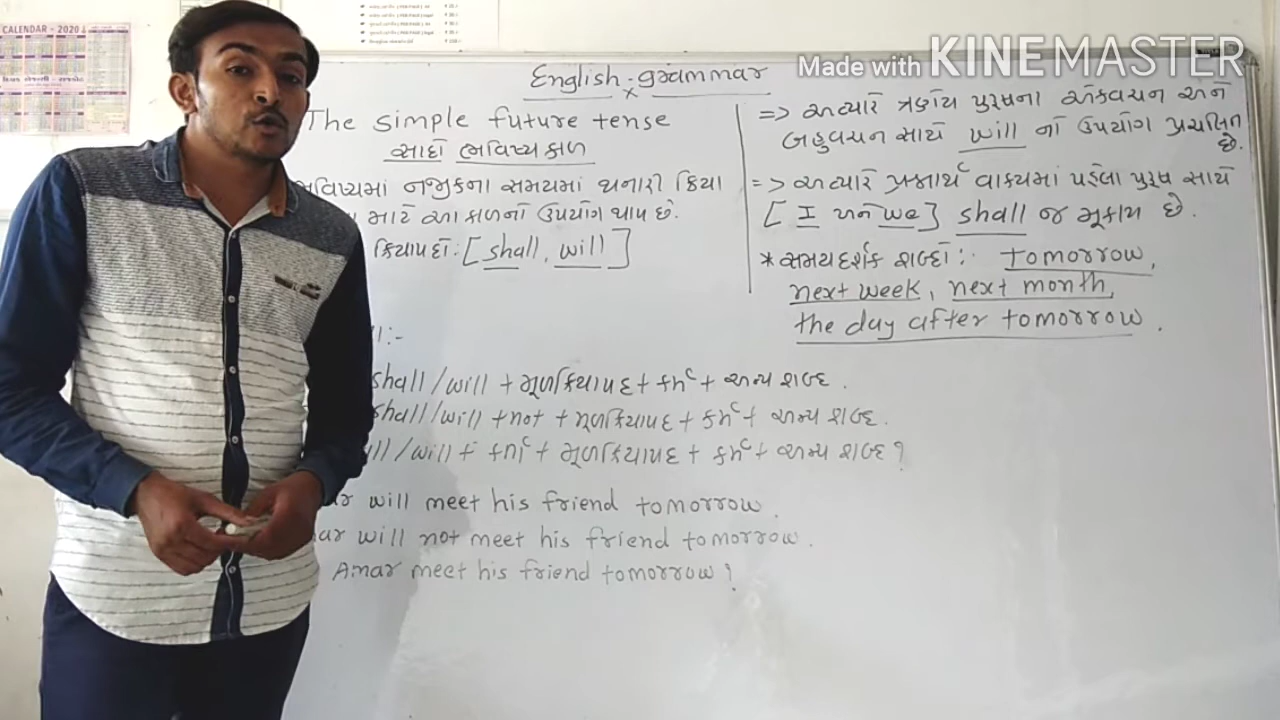 CALENDAR - 2020
Made with KINEMASTER
English grammar
The simple future tense
સાદો ભવિષ્યકાળ
ભવિષ્યમાં નજીકના સમયમાં થનારી ક્રિયા
માટે આ કાળનો ઉપયોગ થાય છે.
ક્રિયાપદો: [shall, will]
shall/will + મૂળક્રિયાપદ + કર્મ + અન્ય શબ્દ.
shall/will + not + મૂળક્રિયાપદ + કર્મ + અન્ય શબ્દ.
/will + કર્તા + મૂળક્રિયાપદ + કર્મ + અન્ય શબ્દ?
will meet his friend tomorrow.
will not meet his friend tomorrow.
Amar meet his friend tomorrow?
=> અત્યારે ત્રણેય પુરુષના એકવચન અને
બહુવચન સાથે will નો ઉપયોગ પ્રચલિત
છે.
=> અત્યારે પ્રશ્નાર્થ વાક્યમાં પહેલા પુરૂષ સાથે
[I અને we] shall જ મૂકાય છે.
* સમયદર્શક શબ્દો:- tomorrow,
next week, next month,
the day after tomorrow.